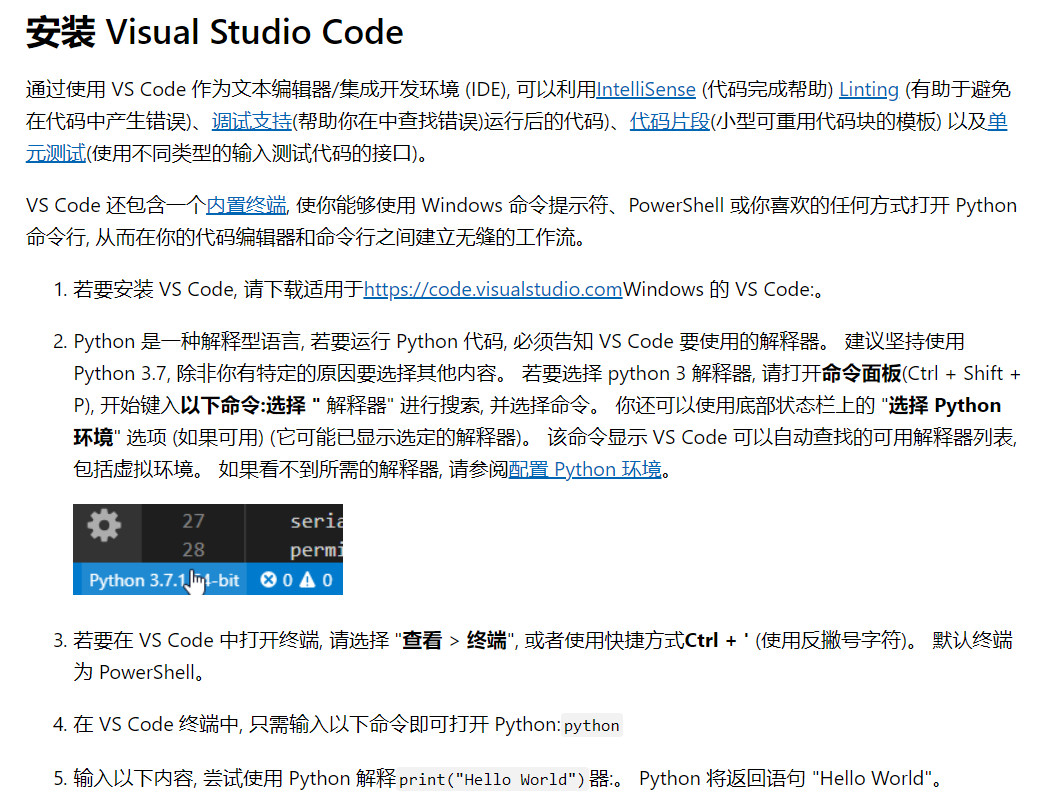 安装 Visual Studio Code
通过使用 VS Code 作为文本编辑器/集成开发环境 (IDE), 可以利用IntelliSense (代码完成帮助) Linting (有助于避免
在代码中产生错误)、调试支持(帮助你在中查找错误)运行后的代码)、代码片段(小型可重用代码块的模板) 以及单
元测试(使用不同类型的输入测试代码的接口)。
VS Code 还包含一个内置终端, 使你能够使用 Windows 命令提示符、PowerShell 或你喜欢的任何方式打开 Python
命令行, 从而在你的代码编辑器和命令行之间建立无缝的工作流。
1. 若要安装 VS Code, 请下载适用于https://code.visualstudio.comWindows 的 VS Code:。
2. Python 是一种解释型语言, 若要运行 Python 代码, 必须告知 VS Code 要使用的解释器。 建议坚持使用
Python 3.7, 除非你有特定的原因要选择其他内容。 若要选择 python 3 解释器, 请打开命令面板(Ctrl + Shift +
P), 开始键入以下命令:选择 " 解释器" 进行搜索, 并选择命令。 你还可以使用底部状态栏上的 "选择 Python
环境" 选项 (如果可用) (它可能已显示选定的解释器)。 该命令显示 VS Code 可以自动查找的可用解释器列表,
包括虚拟环境。 如果看不到所需的解释器, 请参阅配置 Python 环境。
27 seria
28 permi
Python 3.7.1 64-bit 0 0
3. 若要在 VS Code 中打开终端, 请选择 "查看 > 终端", 或者使用快捷方式Ctrl + ' (使用反撇号字符)。 默认终端
为 PowerShell。
4. 在 VS Code 终端中, 只需输入以下命令即可打开 Python:python
5. 输入以下内容, 尝试使用 Python 解释print("Hello World")器:。 Python 将返回语句 "Hello World"。